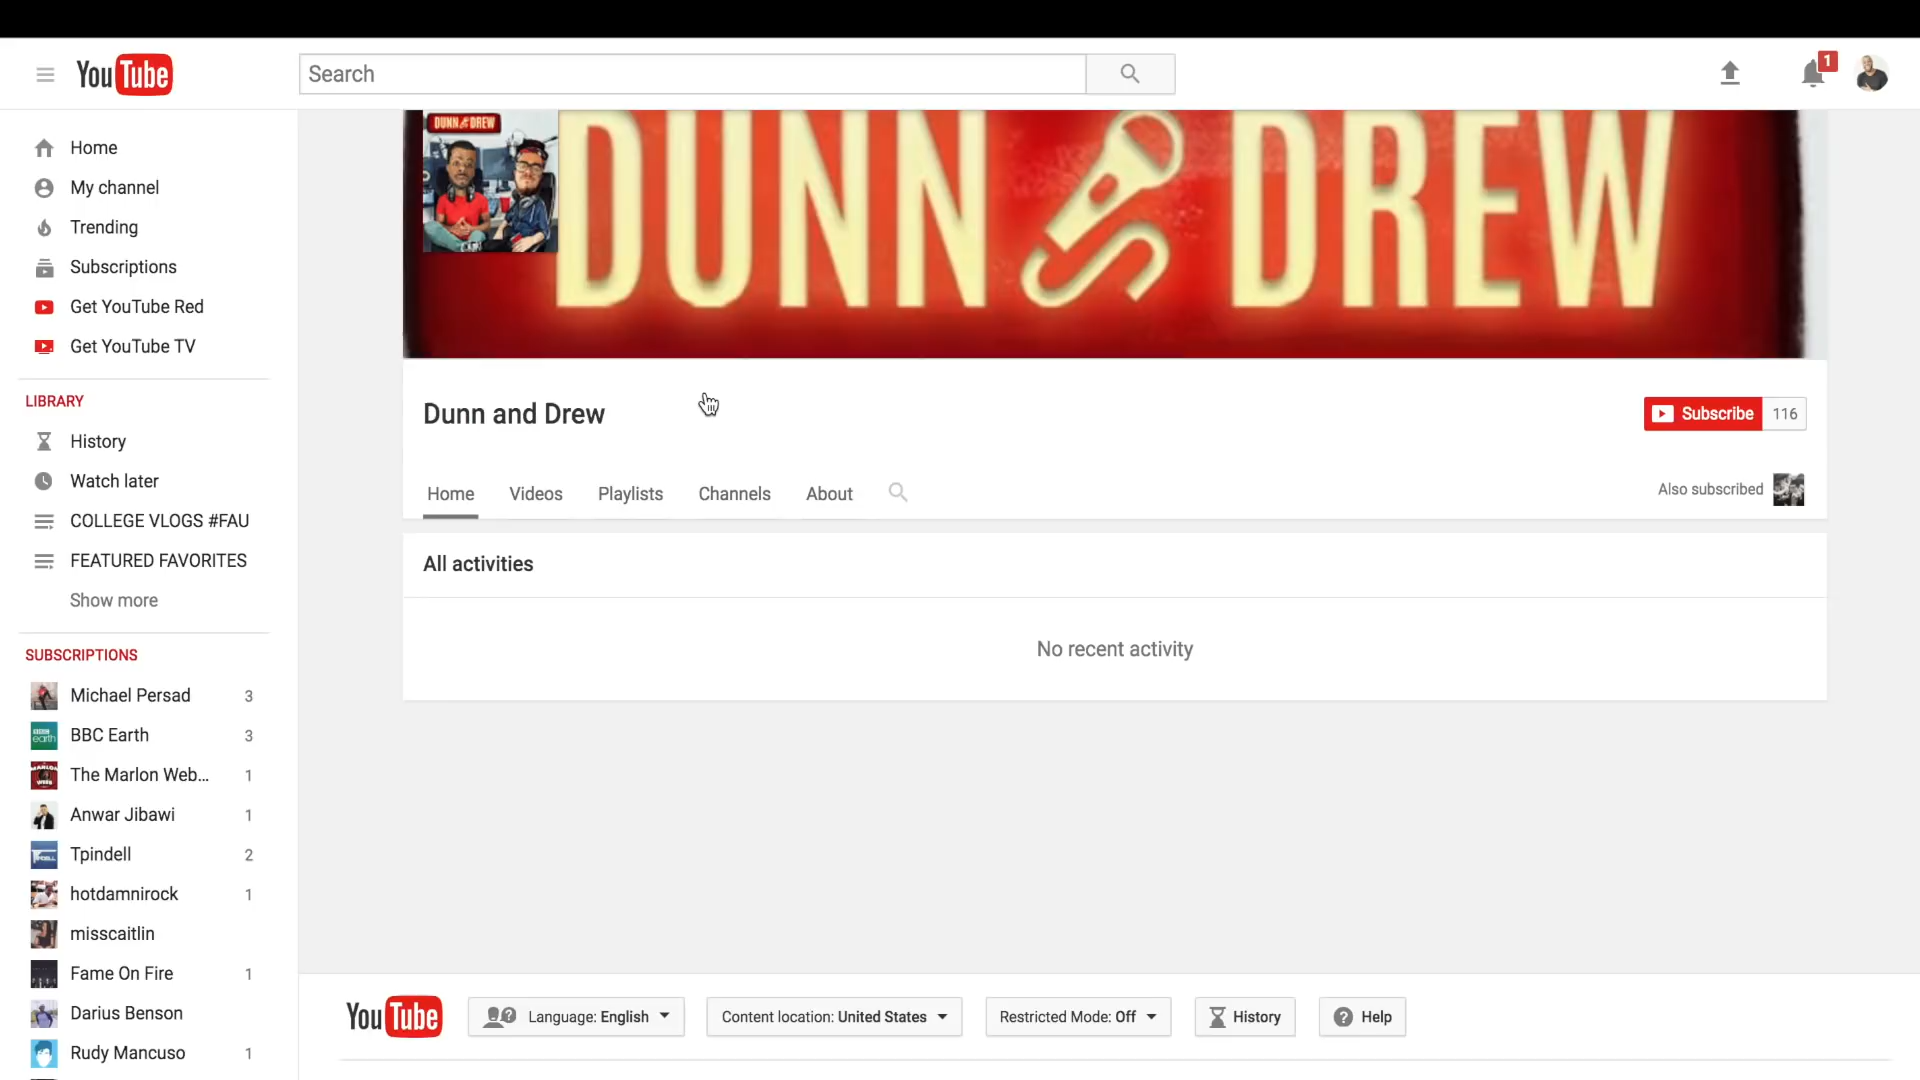 YouTube
Search
1
Home
My channel
Trending
Subscriptions
Get YouTube Red
Get YouTube TV
LIBRARY
History
Watch later
COLLEGE VLOGS #FAU
FEATURED FAVORITES
Show more
SUBSCRIPTIONS
Michael Persad 3
BBC Earth 3
The Marlon Web... 1
Anwar Jibawi 1
Tpindell 2
hotdamnirock 1
misscaitlin
Fame On Fire 1
Darius Benson
Rudy Mancuso 1
DUNN & DREW
DUNN & DREW
Dunn and Drew
Subscribe 116
Home Videos Playlists Channels About
Also subscribed
All activities
No recent activity
YouTube Language: English Content location: United States Restricted Mode: Off History Help